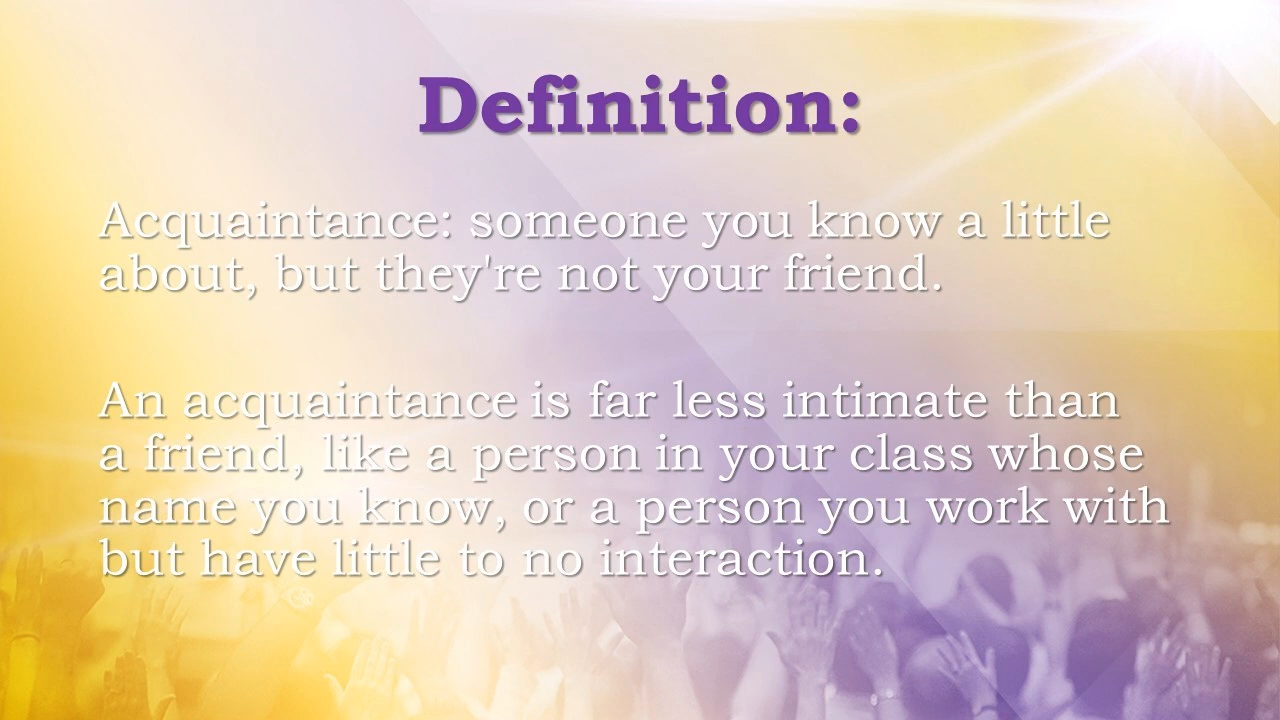 Definition:
Acquaintance: someone you know a little
about, but they're not your friend.
An acquaintance is far less intimate than
a friend, like a person in your class whose
name you know, or a person you work with
but have little to no interaction.